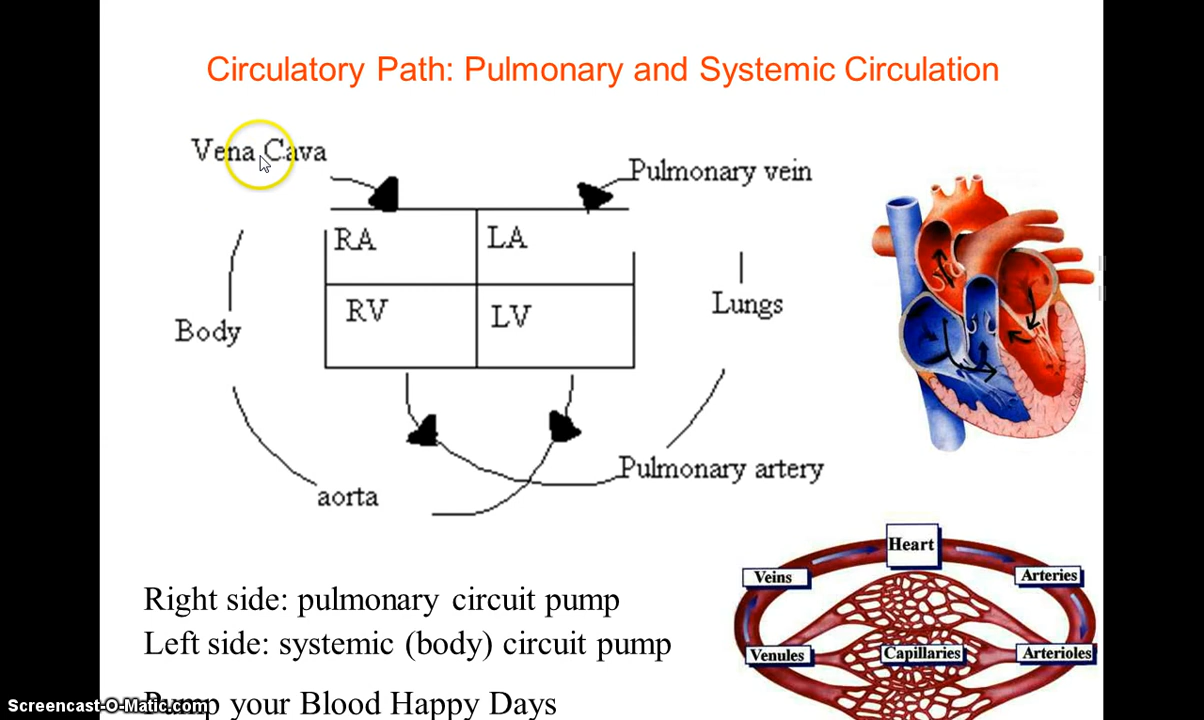 Circulatory Path: Pulmonary and Systemic Circulation
Vena Cava
Pulmonary vein
RA
LA
RV
LV
Lungs
Body
Pulmonary artery
aorta
Heart
Veins
Arteries
Right side: pulmonary circuit pump
Left side: systemic (body) circuit pump
Venules
Capillaries
Arterioles
Pump your Blood Happy Days
Screencast-O-Matic.com